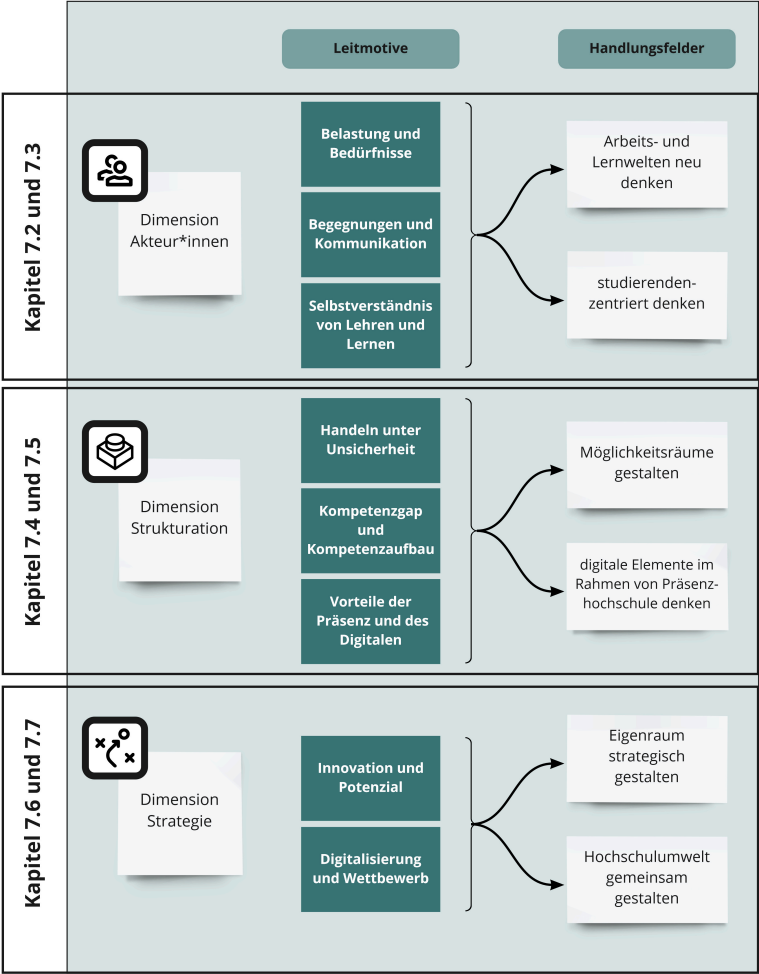 Leitmotive
Handlungsfelder
Kapitel 7.2 und 7.3
Dimension
Akteur*innen
Belastung und
Bedürfnisse
Begegnungen und
Kommunikation
Selbstverständnis
von Lehren und
Lernen
Arbeits- und
Lernwelten neu
denken
studierenden-
zentriert denken
Kapitel 7.4 und 7.5
Dimension
Strukturation
Handeln unter
Unsicherheit
Kompetenzgap
und
Kompetenzaufbau
Vorteile der
Präsenz und des
Digitalen
Möglichkeitsräume
gestalten
digitale Elemente im
Rahmen von Präsenz-
hochschule denken
Kapitel 7.6 und 7.7
Dimension
Strategie
Innovation und
Potenzial
Digitalisierung
und Wettbewerb
Eigenraum
strategisch
gestalten
Hochschulumwelt
gemeinsam
gestalten